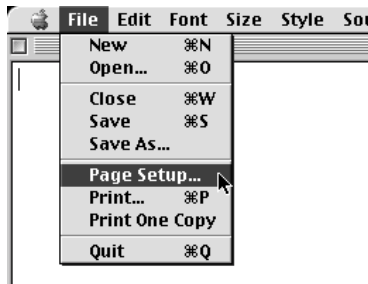 File Edit Font Size Style Sou
New ⌘N
Open... ⌘O
Close ⌘W
Save ⌘S
Save As...
Page Setup...
Print... ⌘P
Print One Copy
Quit ⌘Q